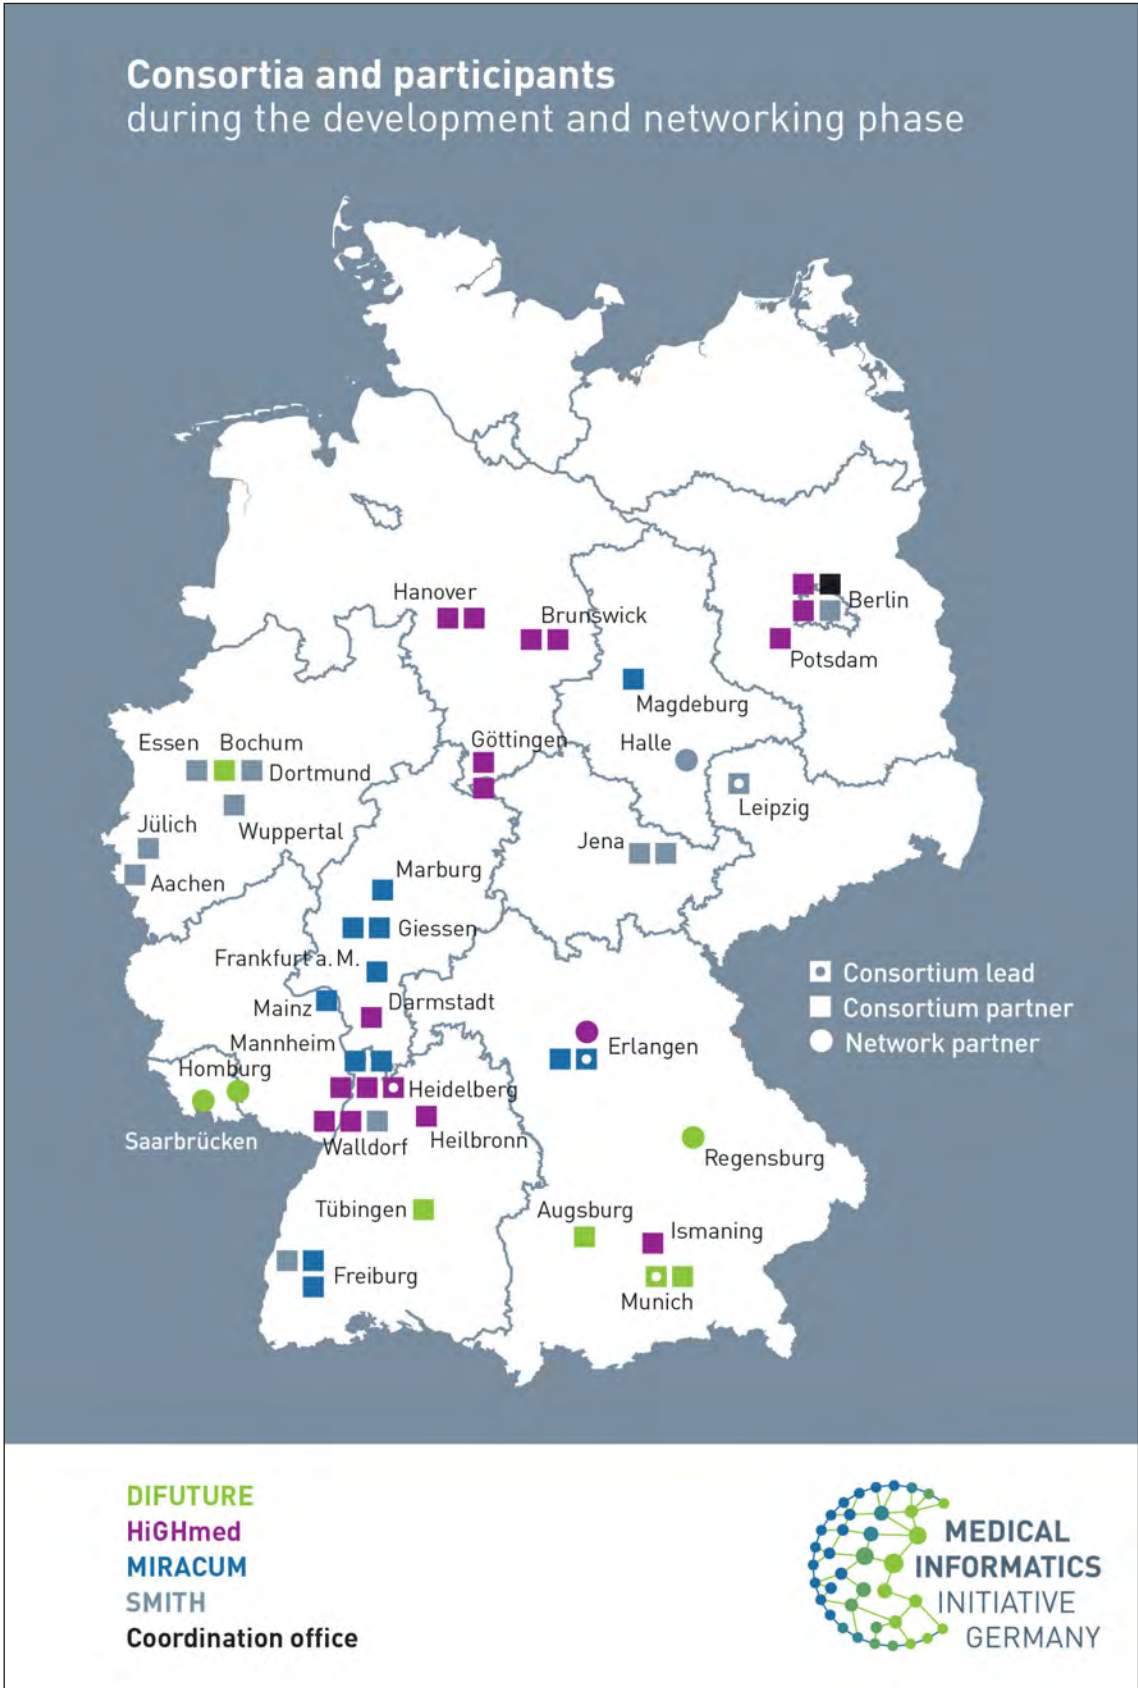 Consortia and participants
during the development and networking phase
Hanover
Brunswick
Berlin
Potsdam
Magdeburg
Göttingen
Halle
Essen
Bochum
Dortmund
Leipzig
Jülich
Wuppertal
Jena
Aachen
Marburg
Giessen
Frankfurt a. M.
Consortium lead
Mainz
Darmstadt
Consortium partner
Mannheim
Erlangen
Network partner
Homburg
Heidelberg
Saarbrücken
Walldorf
Heilbronn
Regensburg
Tübingen
Augsburg
Ismaning
Freiburg
Munich
DIFUTURE
HiGHmed
MIRACUM
SMITH
Coordination office
MEDICAL
INFORMATICS
INITIATIVE
GERMANY